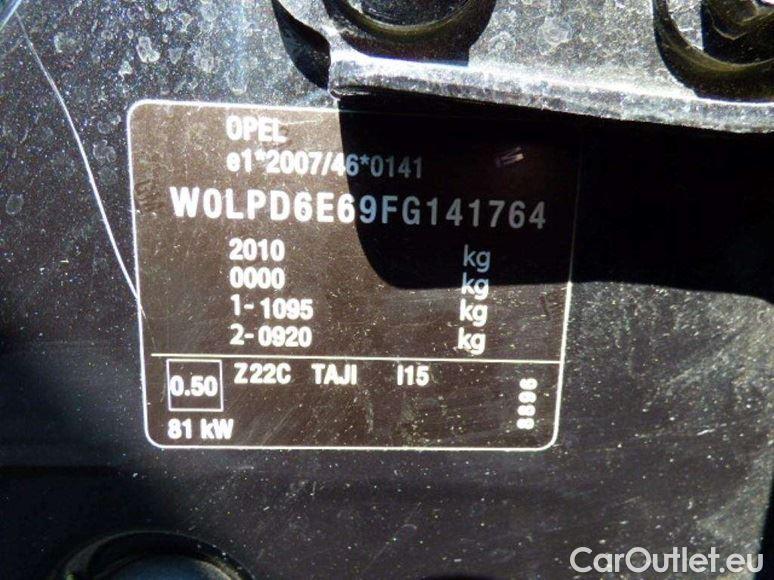 OPEL
e1*2007/46*0141
W0LPD6E69FG141764
2010 kg
0000 kg
1-1095 kg
2-0920 kg
0.50 Z22C TAJI I15
81 kW
8896
CarOutlet.eu